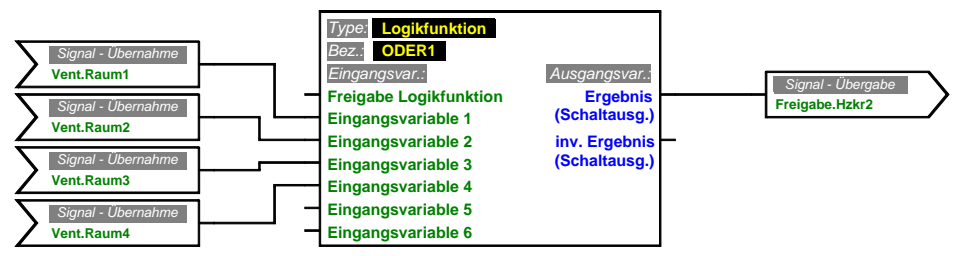 Signal - Übernahme
Vent.Raum1
Signal - Übernahme
Vent.Raum2
Signal - Übernahme
Vent.Raum3
Signal - Übernahme
Vent.Raum4
Type: Logikfunktion
Bez.: ODER1
Eingangsvar.: Ausgangsvar.:
Freigabe Logikfunktion Ergebnis
Eingangsvariable 1 (Schaltausg.)
Eingangsvariable 2 inv. Ergebnis
Eingangsvariable 3 (Schaltausg.)
Eingangsvariable 4
Eingangsvariable 5
Eingangsvariable 6
Signal - Übergabe
Freigabe.Hzkr2